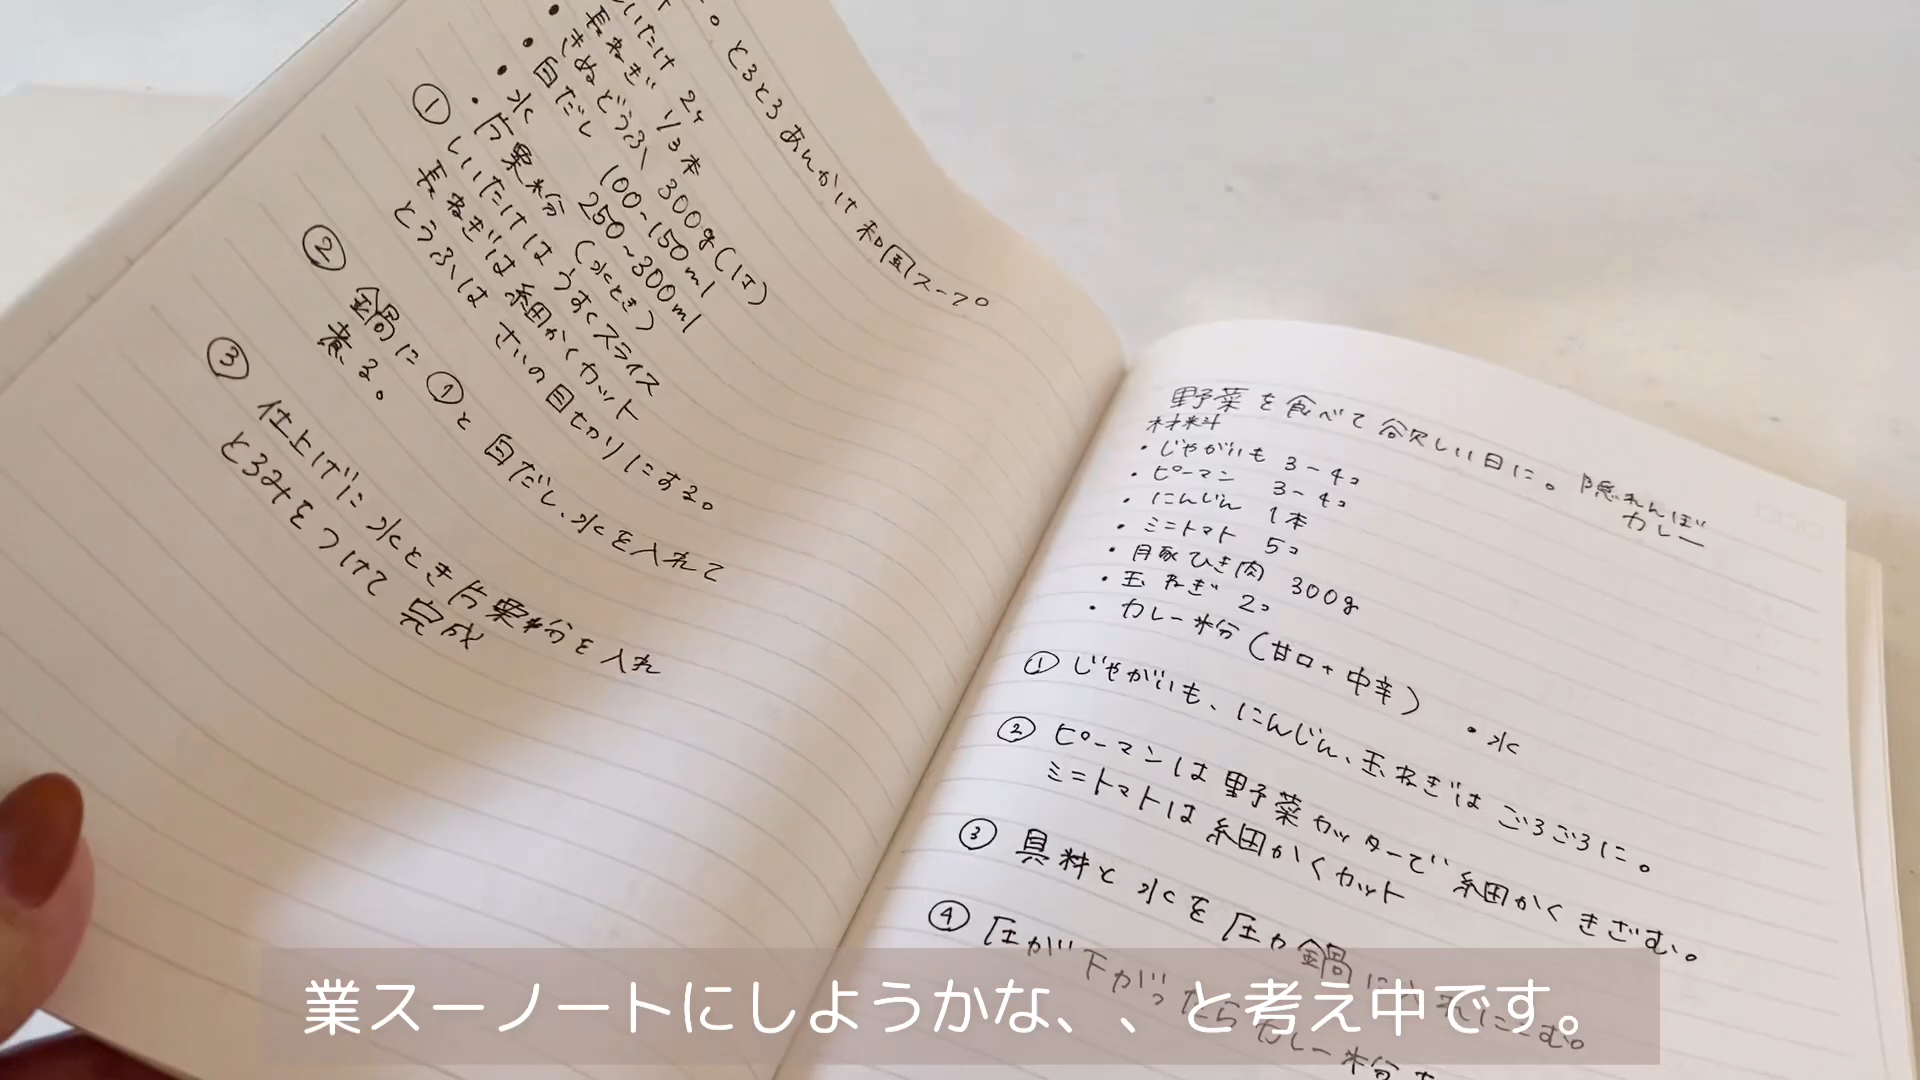 。とろとろあんかけ和風スープ
いたけ 2ヶ
長ねぎ 1/3本
きぬどうふ 300g(1コ)
・白だし 100~150ml
・水 250~300ml
・片栗粉(水とき)
① しいたけはうすくスライス
長ねぎは細かくカット
とうふはさいの目切りにする。
② 鍋に①と白だし、水を入れて
煮る。
③ 仕上げに水とき片栗粉を入れ
とろみをつけて完成
野菜を食べて欲しい日に。隠れんぼ
カレー
材料
・じゃがいも 3-4コ
・ピーマン 3-4コ
・にんじん 1本
・ミニトマト 5コ
・豚ひき肉 300g
・玉ねぎ 2コ
・カレー粉(甘口+中辛)
・水
① じゃがいも、にんじん、玉ねぎはごろごろに。
② ピーマンは野菜カッターで細かくきざむ。
ミニトマトは細かくカット
③ 具材と水を圧力鍋に入れにこむ。
④ 圧が下がったらカレー粉
業スーノートにしようかな、、と考え中です。